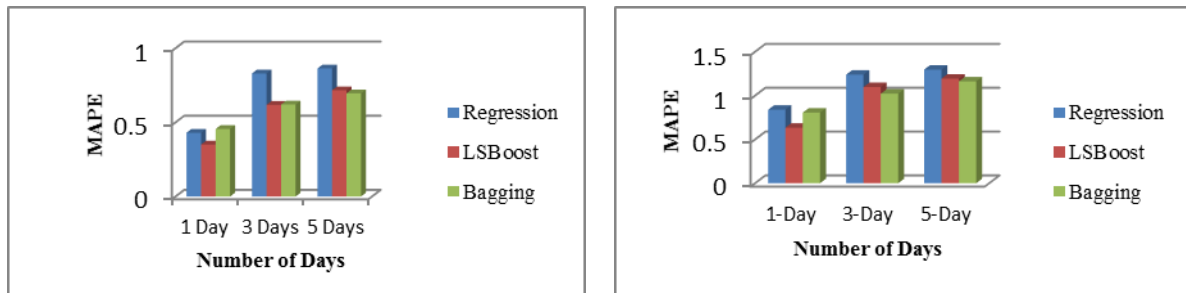 1
0.5
0
MAPE
1 Day 3 Days 5 Days
Number of Days
Regression
LSBoost
Bagging
1.5
1
0.5
0
MAPE
1-Day 3-Day 5-Day
Number of Days
Regression
LSBoost
Bagging